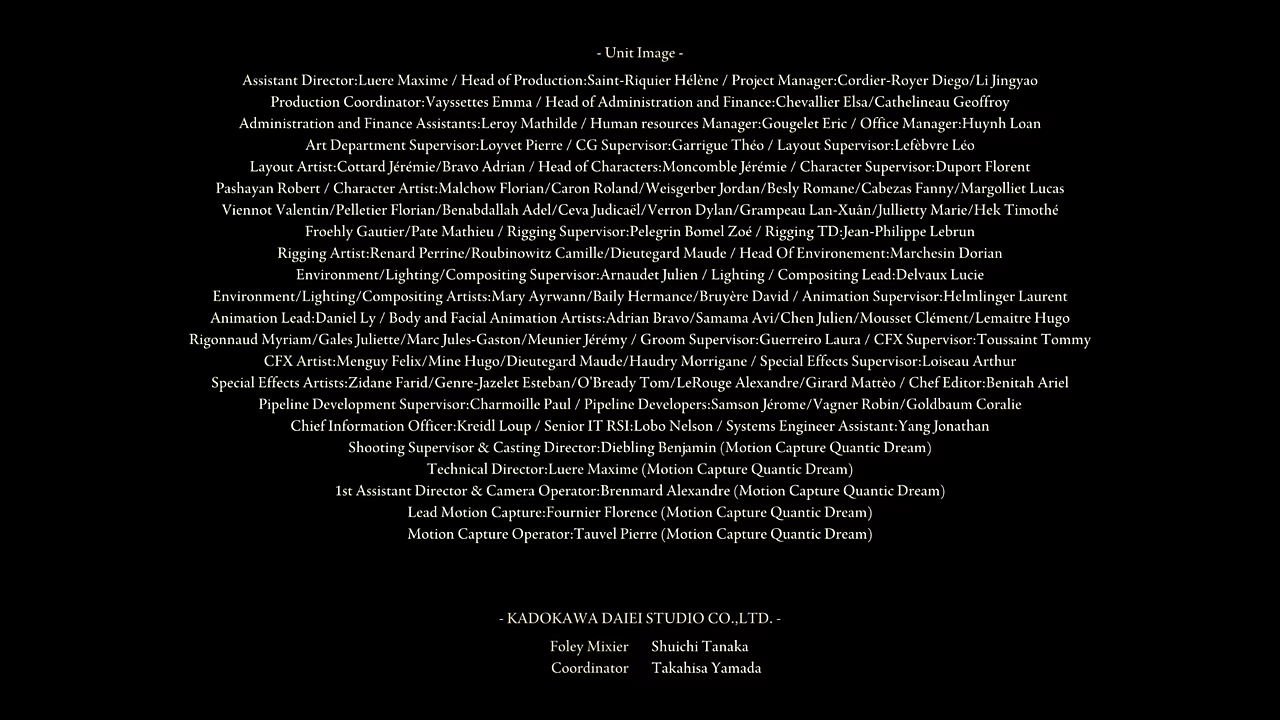 - Unit Image -
Assistant Director:Luere Maxime / Head of Production:Saint-Riquier Hélène / Project Manager:Cordier-Royer Diego/Li Jingyao
Production Coordinator:Vayssettes Emma / Head of Administration and Finance:Chevallier Elsa/Cathelineau Geoffroy
Administration and Finance Assistants:Leroy Mathilde / Human resources Manager:Gougelet Eric / Office Manager:Huynh Loan
Art Department Supervisor:Loyvet Pierre / CG Supervisor:Garrigue Théo / Layout Supervisor:Lefèbvre Léo
Layout Artist:Cottard Jérémie/Bravo Adrian / Head of Characters:Moncomble Jérémie / Character Supervisor:Duport Florent
Pashayan Robert / Character Artist:Malchow Florian/Caron Roland/Weisgerber Jordan/Besly Romane/Cabezas Fanny/Margolliet Lucas
Viennot Valentin/Pelletier Florian/Benabdallah Adel/Ceva Judicaël/Verron Dylan/Grampeau Lan-Xuân/Jullietty Marie/Hek Timothé
Froehly Gautier/Pate Mathieu / Rigging Supervisor:Pelegrin Bomel Zoé / Rigging TD:Jean-Philippe Lebrun
Rigging Artist:Renard Perrine/Roubinowitz Camille/Dieutegard Maude / Head Of Environement:Marchesin Dorian
Environment/Lighting/Compositing Supervisor:Arnaudet Julien / Lighting / Compositing Lead:Delvaux Lucie
Environment/Lighting/Compositing Artists:Mary Ayrwann/Baily Hermance/Bruyère David / Animation Supervisor:Helmlinger Laurent
Animation Lead:Daniel Ly / Body and Facial Animation Artists:Adrian Bravo/Samama Avi/Chen Julien/Mousset Clément/Lemaitre Hugo
Rigonnaud Myriam/Gales Juliette/Marc Jules-Gaston/Meunier Jérémy / Groom Supervisor:Guerreiro Laura / CFX Supervisor:Toussaint Tommy
CFX Artist:Menguy Felix/Mine Hugo/Dieutegard Maude/Haudry Morrigane / Special Effects Supervisor:Loiseau Arthur
Special Effects Artists:Zidane Farid/Genre-Jazelet Esteban/O'Bready Tom/LeRouge Alexandre/Girard Mattèo / Chef Editor:Benitah Ariel
Pipeline Development Supervisor:Charmoille Paul / Pipeline Developers:Samson Jérome/Vagner Robin/Goldbaum Coralie
Chief Information Officer:Kreidl Loup / Senior IT RSI:Lobo Nelson / Systems Engineer Assistant:Yang Jonathan
Shooting Supervisor & Casting Director:Diebling Benjamin (Motion Capture Quantic Dream)
Technical Director:Luere Maxime (Motion Capture Quantic Dream)
1st Assistant Director & Camera Operator:Brenmard Alexandre (Motion Capture Quantic Dream)
Lead Motion Capture:Fournier Florence (Motion Capture Quantic Dream)
Motion Capture Operator:Tauvel Pierre (Motion Capture Quantic Dream)
- KADOKAWA DAIEI STUDIO CO.,LTD. -
Foley Mixier Shuichi Tanaka
Coordinator Takahisa Yamada